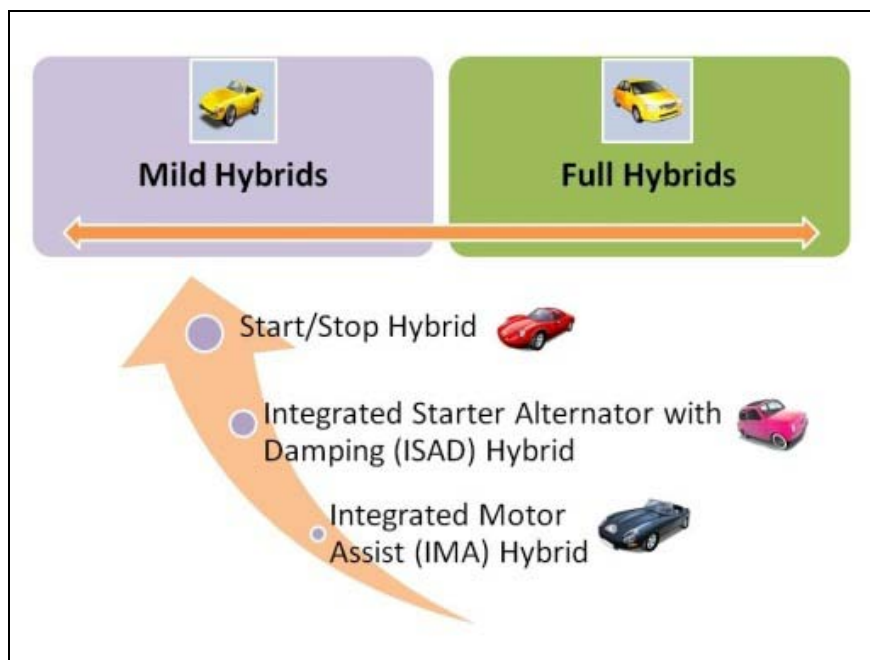 Mild Hybrids
Full Hybrids
Start/Stop Hybrid
Integrated Starter Alternator with
Damping (ISAD) Hybrid
Integrated Motor
Assist (IMA) Hybrid